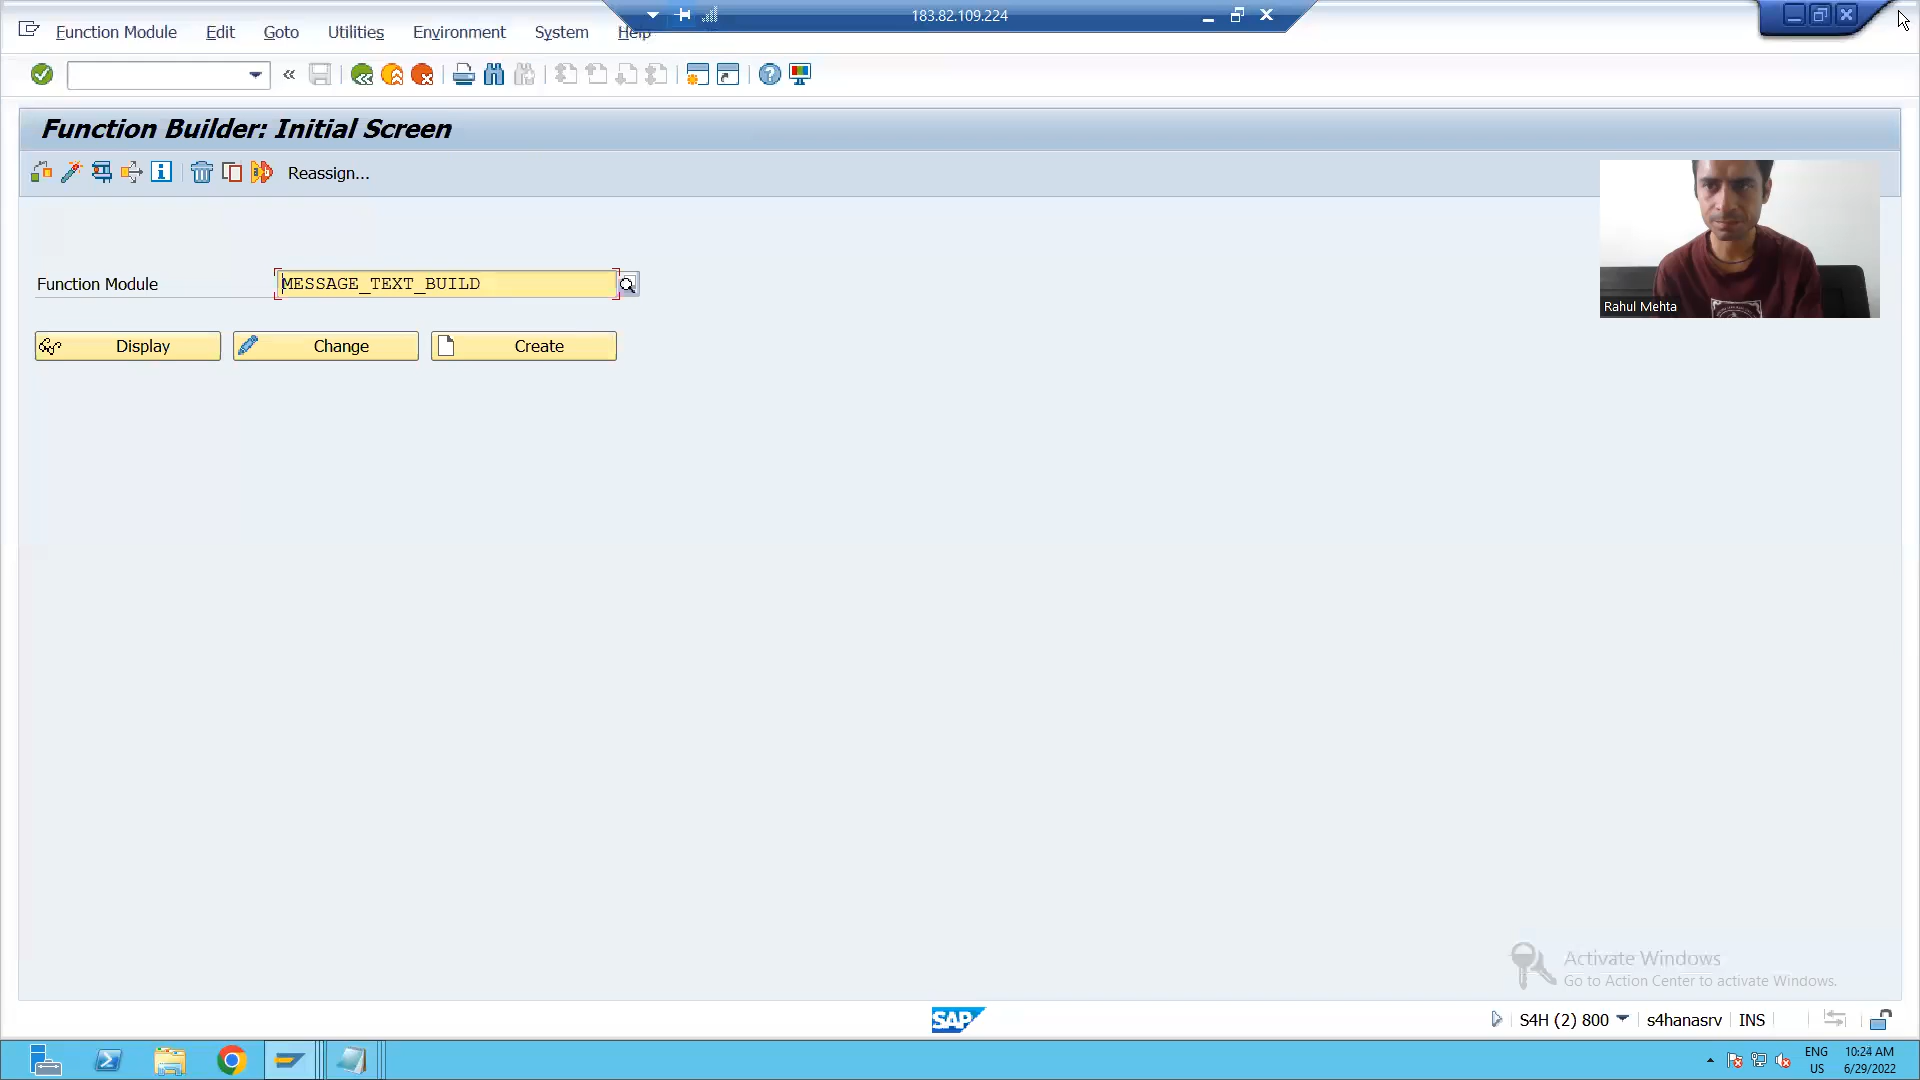 183.82.109.224
Function Module Edit Goto Utilities Environment System Help
Function Builder: Initial Screen
Reassign...
Function Module MESSAGE_TEXT_BUILD
Display Change Create
Rahul Mehta
Activate Windows
Go to Action Center to activate Windows.
SAP
S4H (2) 800 s4hanasrv INS
ENG 10:24 AM
US 6/29/2022